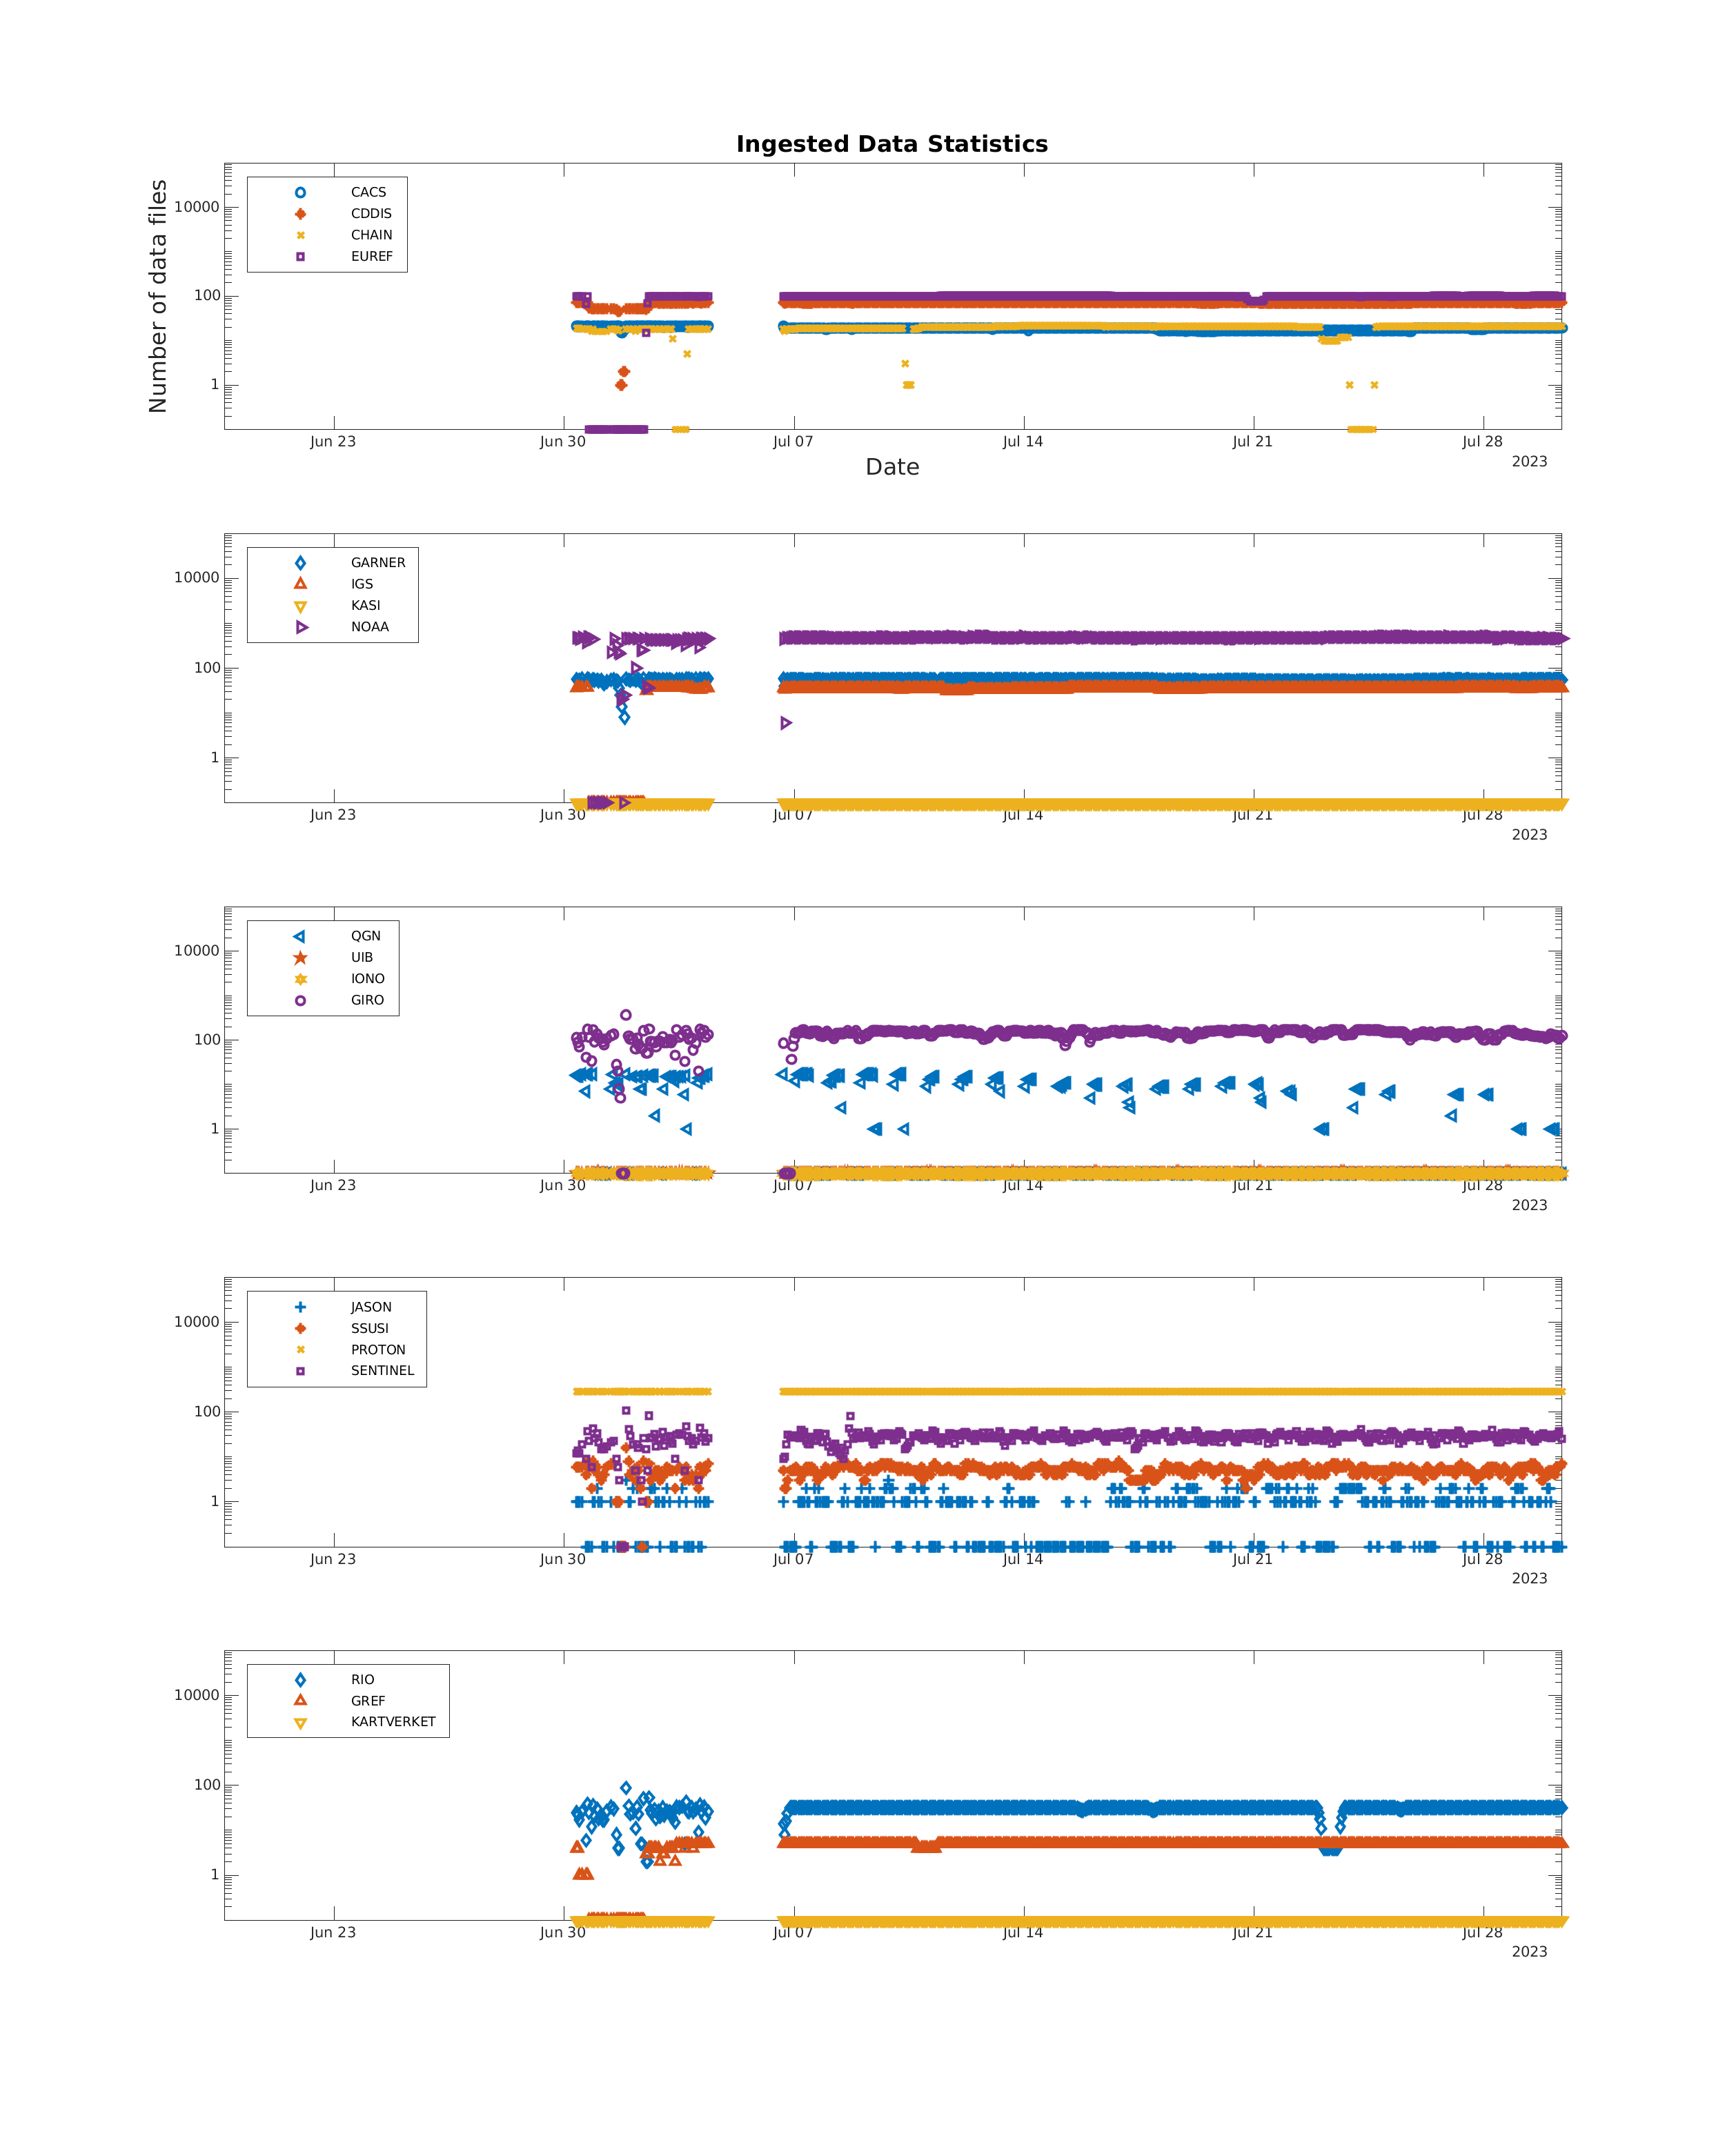 Ingested Data Statistics
Number of data files
CACS
CDDIS
CHAIN
EUREF
10000
100
1
Jun 23 Jun 30 Jul 07 Jul 14 Jul 21 Jul 28
2023
Date
GARNER
IGS
KASI
NOAA
10000
100
1
Jun 23 Jun 30 Jul 07 Jul 14 Jul 21 Jul 28
2023
QGN
UIB
IONO
GIRO
10000
100
1
Jun 23 Jun 30 Jul 07 Jul 14 Jul 21 Jul 28
2023
JASON
SSUSI
PROTON
SENTINEL
10000
100
1
Jun 23 Jun 30 Jul 07 Jul 14 Jul 21 Jul 28
2023
RIO
GREF
KARTVERKET
10000
100
1
Jun 23 Jun 30 Jul 07 Jul 14 Jul 21 Jul 28
2023